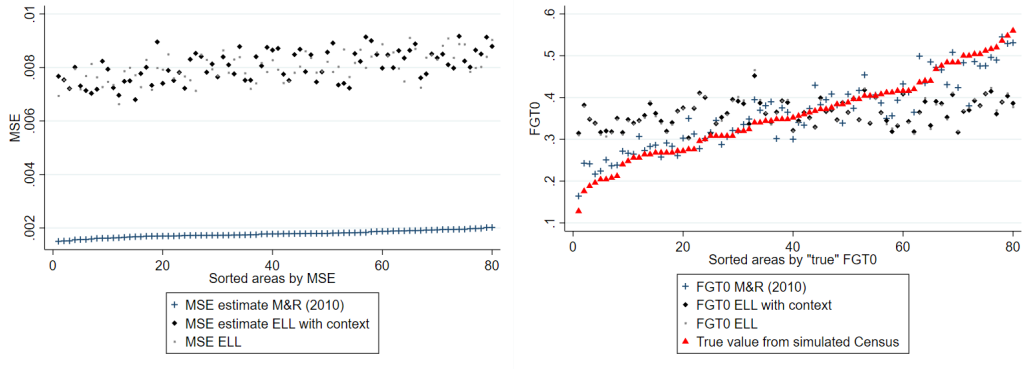 .01
.008
.006
.004
.002
MSE
0
20
40
60
80
Sorted areas by MSE
MSE estimate M&R (2010)
MSE estimate ELL with context
MSE ELL
.6
.5
.4
.3
.2
.1
FGT0
0
20
40
60
80
Sorted areas by "true" FGT0
FGT0 M&R (2010)
FGT0 ELL with context
FGT0 ELL
True value from simulated Census